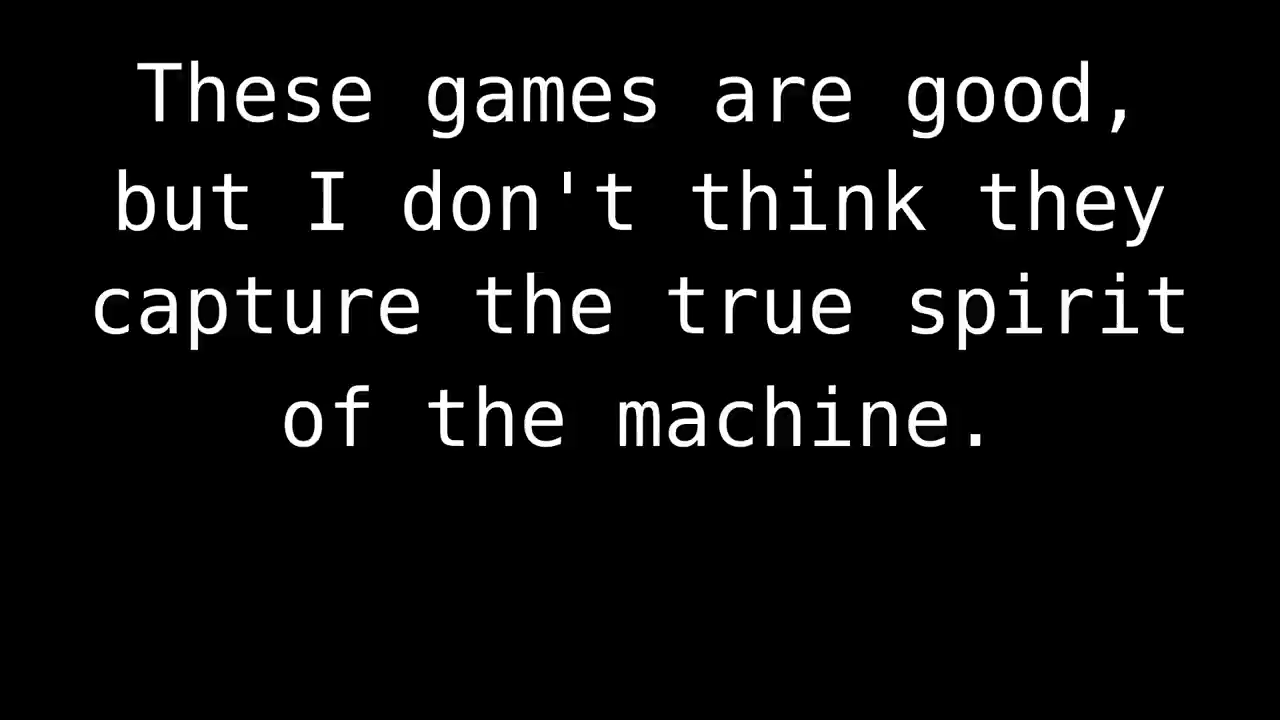 These games are good,
but I don't think they
capture the true spirit
of the machine.